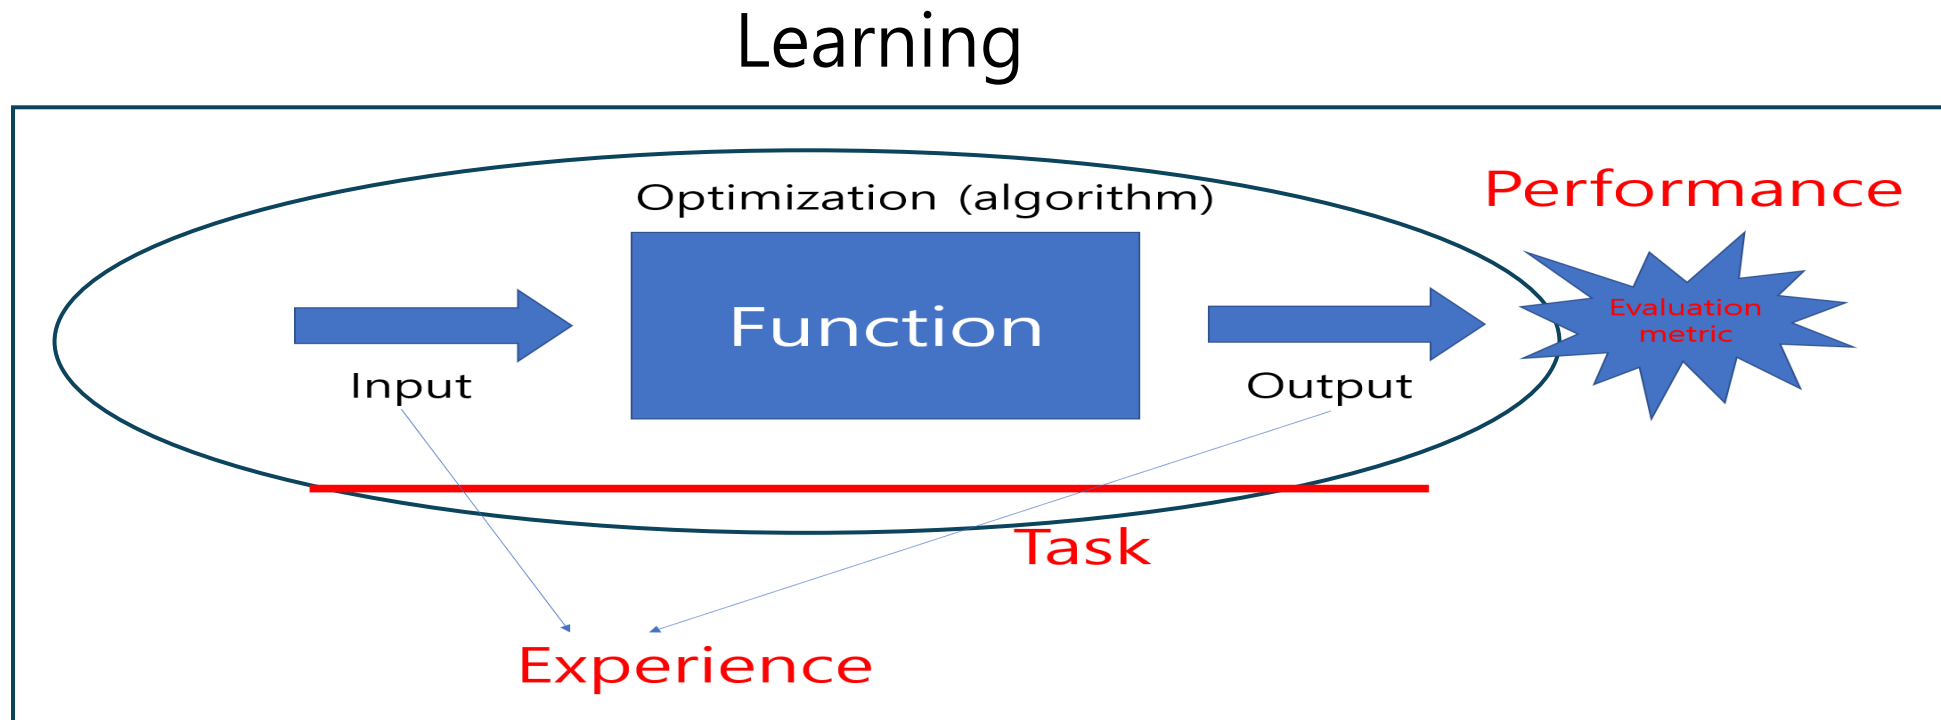 Learning
Optimization (algorithm)
Performance
Function
Evaluation
metric
Input
Output
Task
Experience